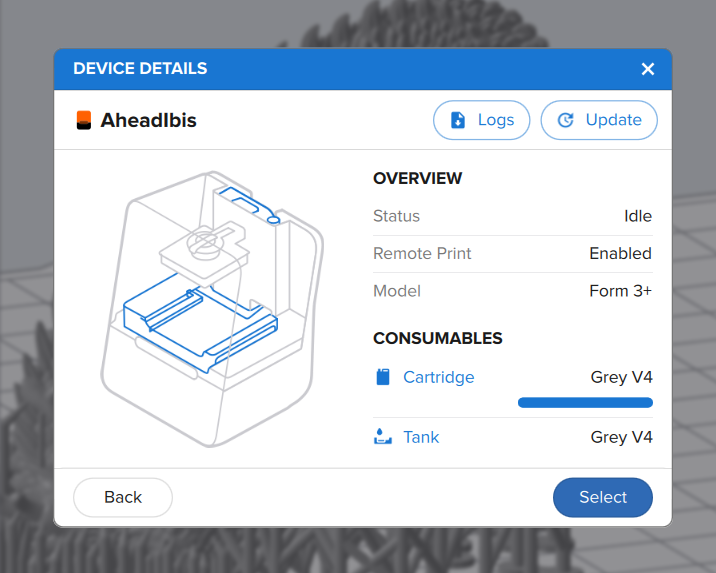 DEVICE DETAILS
AheadIbis
Logs
Update
OVERVIEW
Status Idle
Remote Print Enabled
Model Form 3+
CONSUMABLES
Cartridge Grey V4
Tank Grey V4
Back
Select